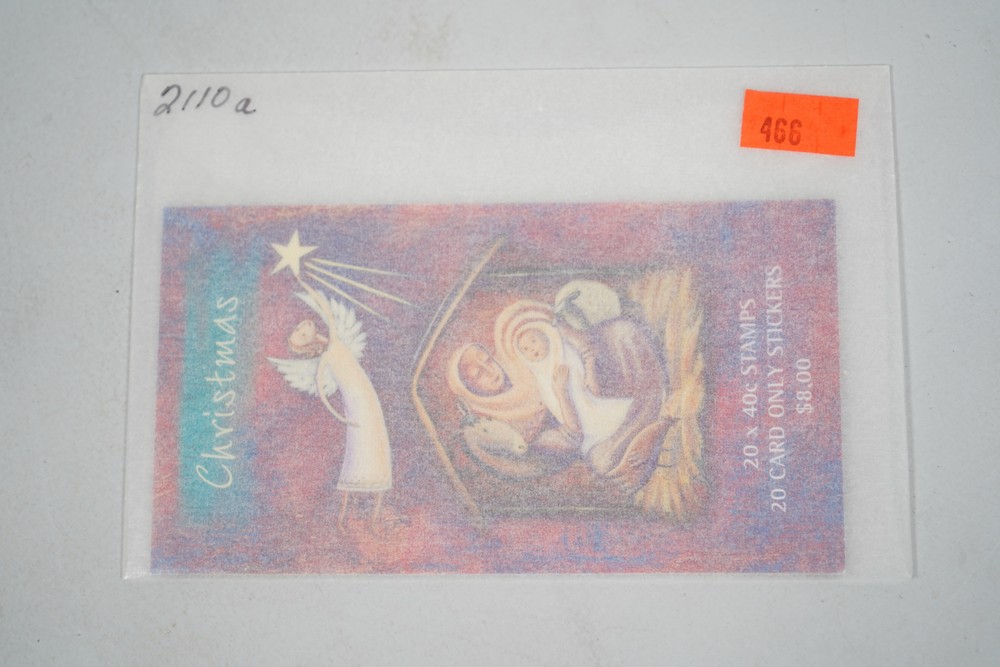 2110a
466
Christmas
20 x 40c STAMPS
20 CARD ONLY STICKERS
$8.00